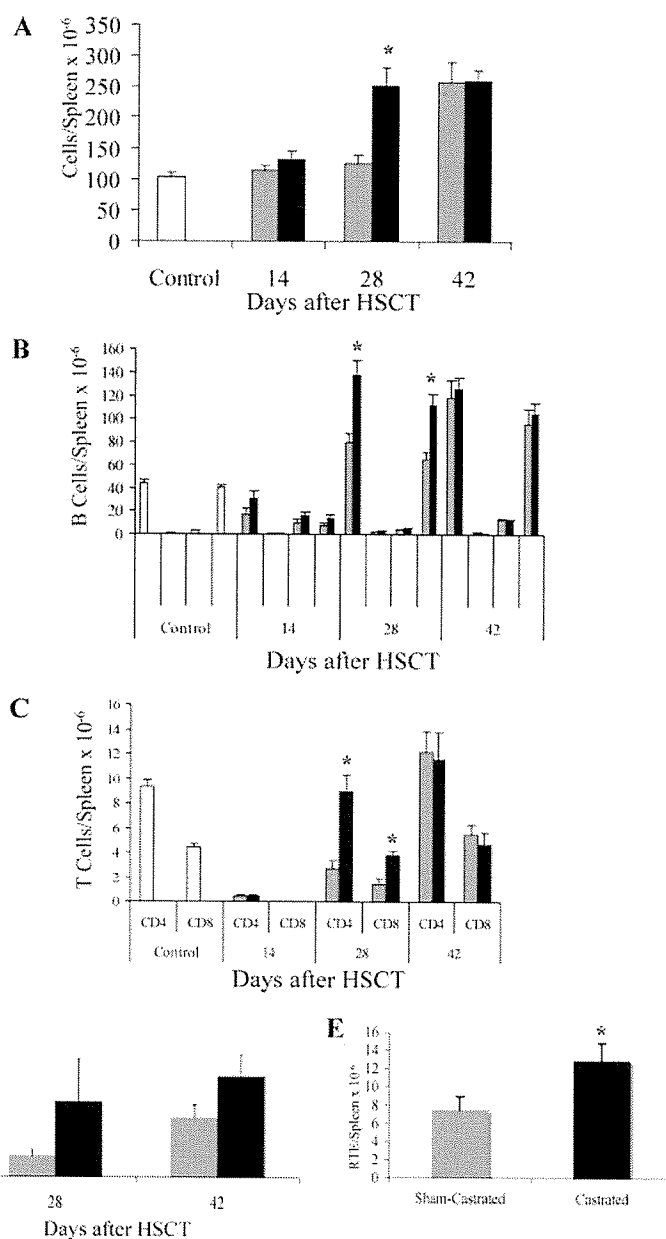 A
Cells/Spleen x 10⁻⁶
350
300
250
200
150
100
50
0
*
Control 14 28 42
Days after HSCT
B
B Cells/Spleen x 10⁻⁶
160
140
120
100
80
60
40
20
0
* *
Control 14 28 42
Days after HSCT
C
T Cells/Spleen x 10⁻⁶
16
14
12
10
8
6
4
2
0
* *
CD4 CD8 CD4 CD8 CD4 CD8 CD4 CD8
Control 14 28 42
Days after HSCT
28 42
Days after HSCT
E
RTE/Spleen x 10⁻⁶
16
14
12
10
8
6
4
2
0
*
Sham-Castrated Castrated